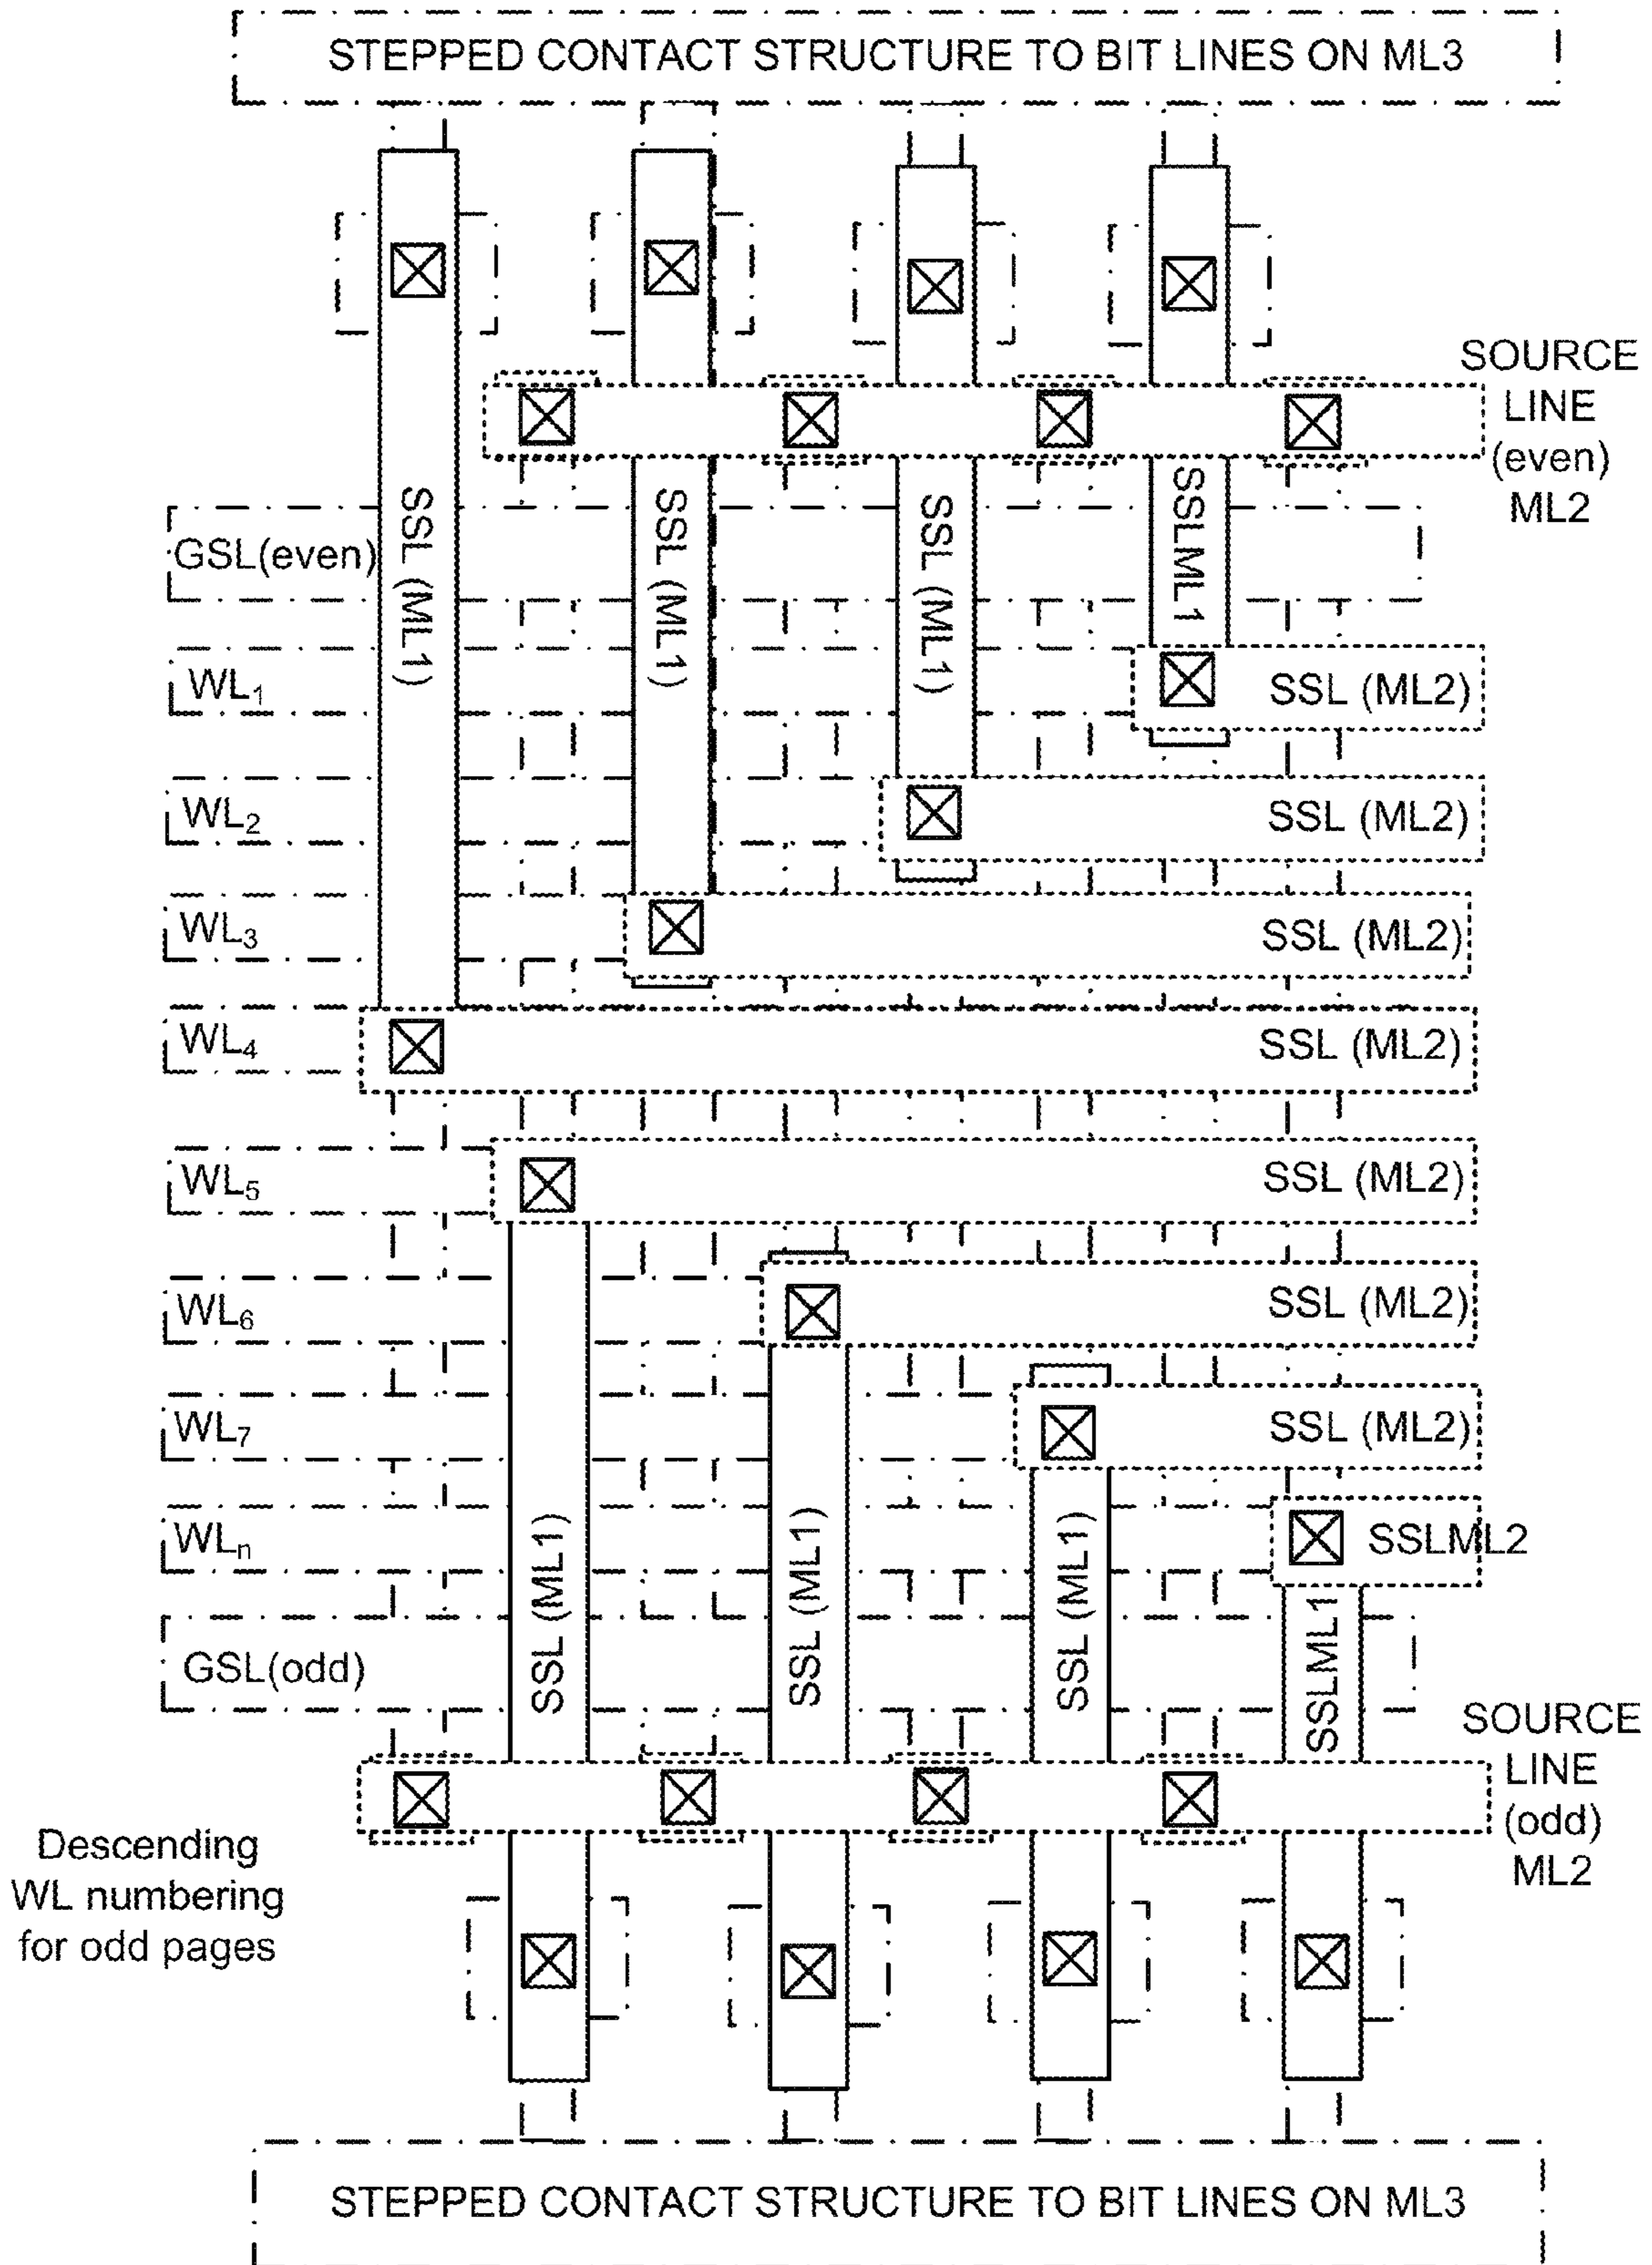 STEPPED CONTACT STRUCTURE TO BIT LINES ON ML3
SOURCE
LINE
(even)
ML2
SSL (ML1)
SSL (ML1)
SSL (ML1)
SSLML1
GSL(even)
WL1
SSL (ML2)
WL2
SSL (ML2)
WL3
SSL (ML2)
WL4
SSL (ML2)
WL5
SSL (ML2)
WL6
SSL (ML2)
WL7
SSL (ML2)
WLn
SSLML2
SSL (ML1)
SSL (ML1)
SSL (ML1)
SSLML1
GSL(odd)
SOURCE
LINE
(odd)
ML2
Descending
WL numbering
for odd pages
STEPPED CONTACT STRUCTURE TO BIT LINES ON ML3